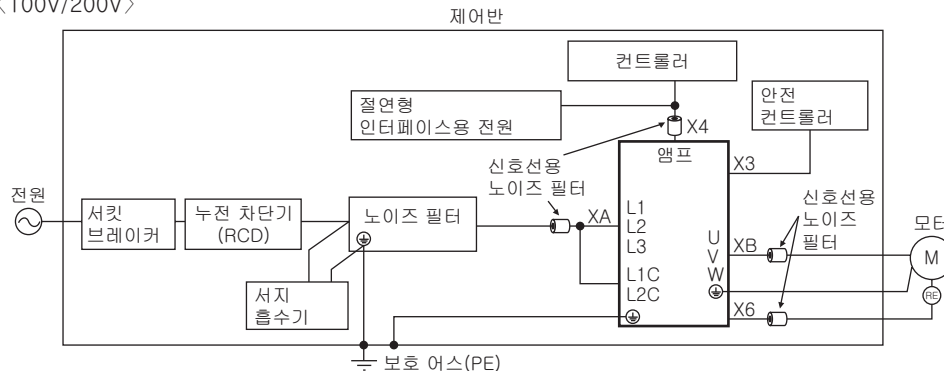 〈100V/200V〉
제어반
컨트롤러
절연형
인터페이스용 전원
안전
컨트롤러
X4
앰프
X3
신호선용
노이즈 필터
신호선용
노이즈
필터
전원
서킷
브레이커
누전 차단기
(RCD)
노이즈 필터
XA
L1
L2
L3
L1C
L2C
U
V
W
XB
X6
M
RE
서지
흡수기
보호 어스(PE)